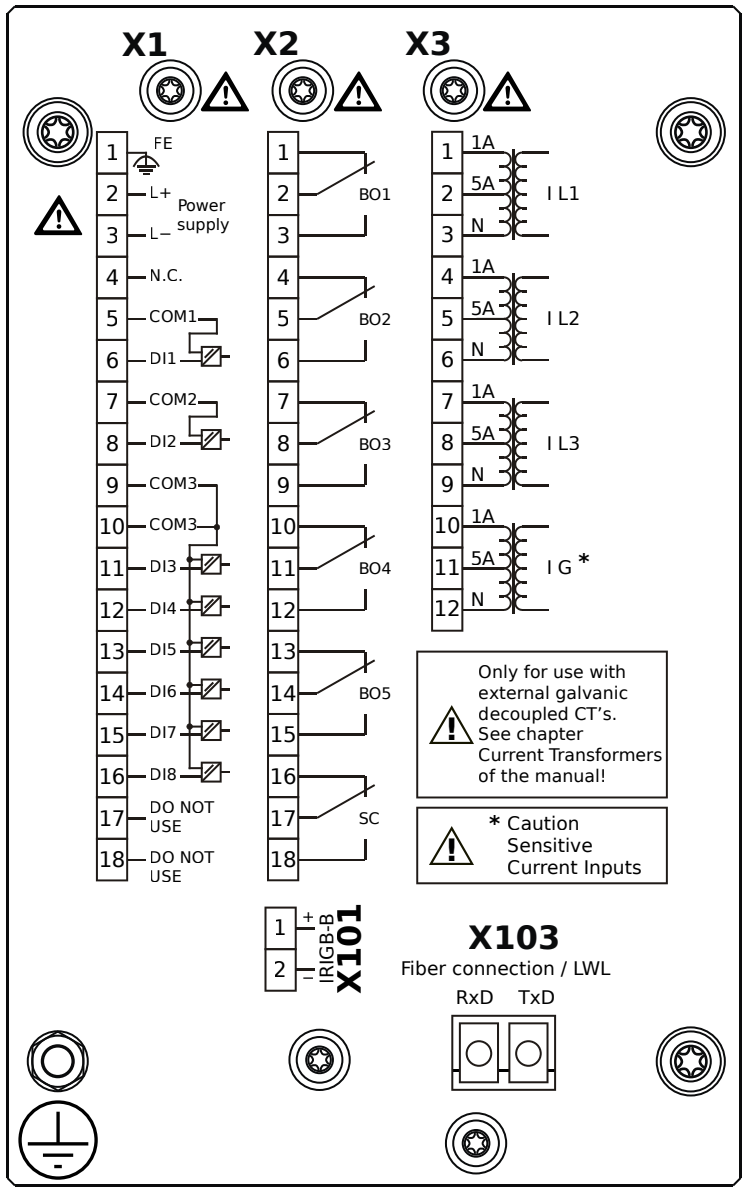 X1
X2
X3
1 FE
2 L+
Power
supply
3 L−
4 N.C.
5 COM1
6 DI1
7 COM2
8 DI2
9 COM3
10 COM3
11 DI3
12 DI4
13 DI5
14 DI6
15 DI7
16 DI8
17 DO NOT
USE
18 DO NOT
USE
1
2 BO1
3
4
5 BO2
6
7
8 BO3
9
10
11 BO4
12
13
14 BO5
15
16
17 SC
18
1 1A
2 5A I L1
3 N
4 1A
5 5A I L2
6 N
7 1A
8 5A I L3
9 N
10 1A
11 5A I G *
12 N
! Only for use with
external galvanic
decoupled CT’s.
See chapter
Current Transformers
of the manual!
! * Caution
Sensitive
Current Inputs
1 +
2 −
IRIGB-B
X101
X103
Fiber connection / LWL
RxD TxD